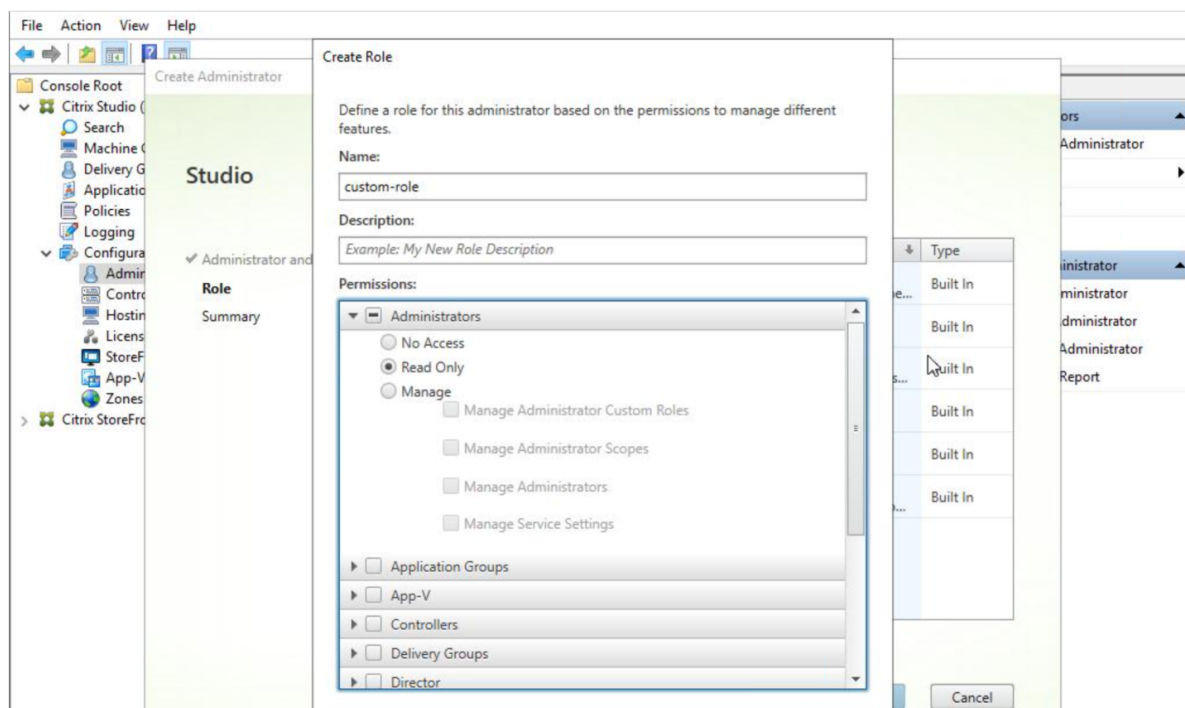 File Action View Help
Create Role
Create Administrator
Console Root
Citrix Studio (
Search
Machine
Delivery G
Applicatio
Policies
Logging
Configura
Admir
Contro
Hostin
Licens
StoreF
App-V
Zones
Citrix StoreFro
Studio
Administrator and
Role
Summary
Define a role for this administrator based on the permissions to manage different
features.
Name:
custom-role
Description:
Example: My New Role Description
Permissions:
Administrators
No Access
Read Only
Manage
Manage Administrator Custom Roles
Manage Administrator Scopes
Manage Administrators
Manage Service Settings
Application Groups
App-V
Controllers
Delivery Groups
Director
Type
e... Built In
Built In
s... Built In
Built In
Built In
... Built In
Cancel
ors
Administrator
inistrator
ministrator
dministrator
Administrator
Report